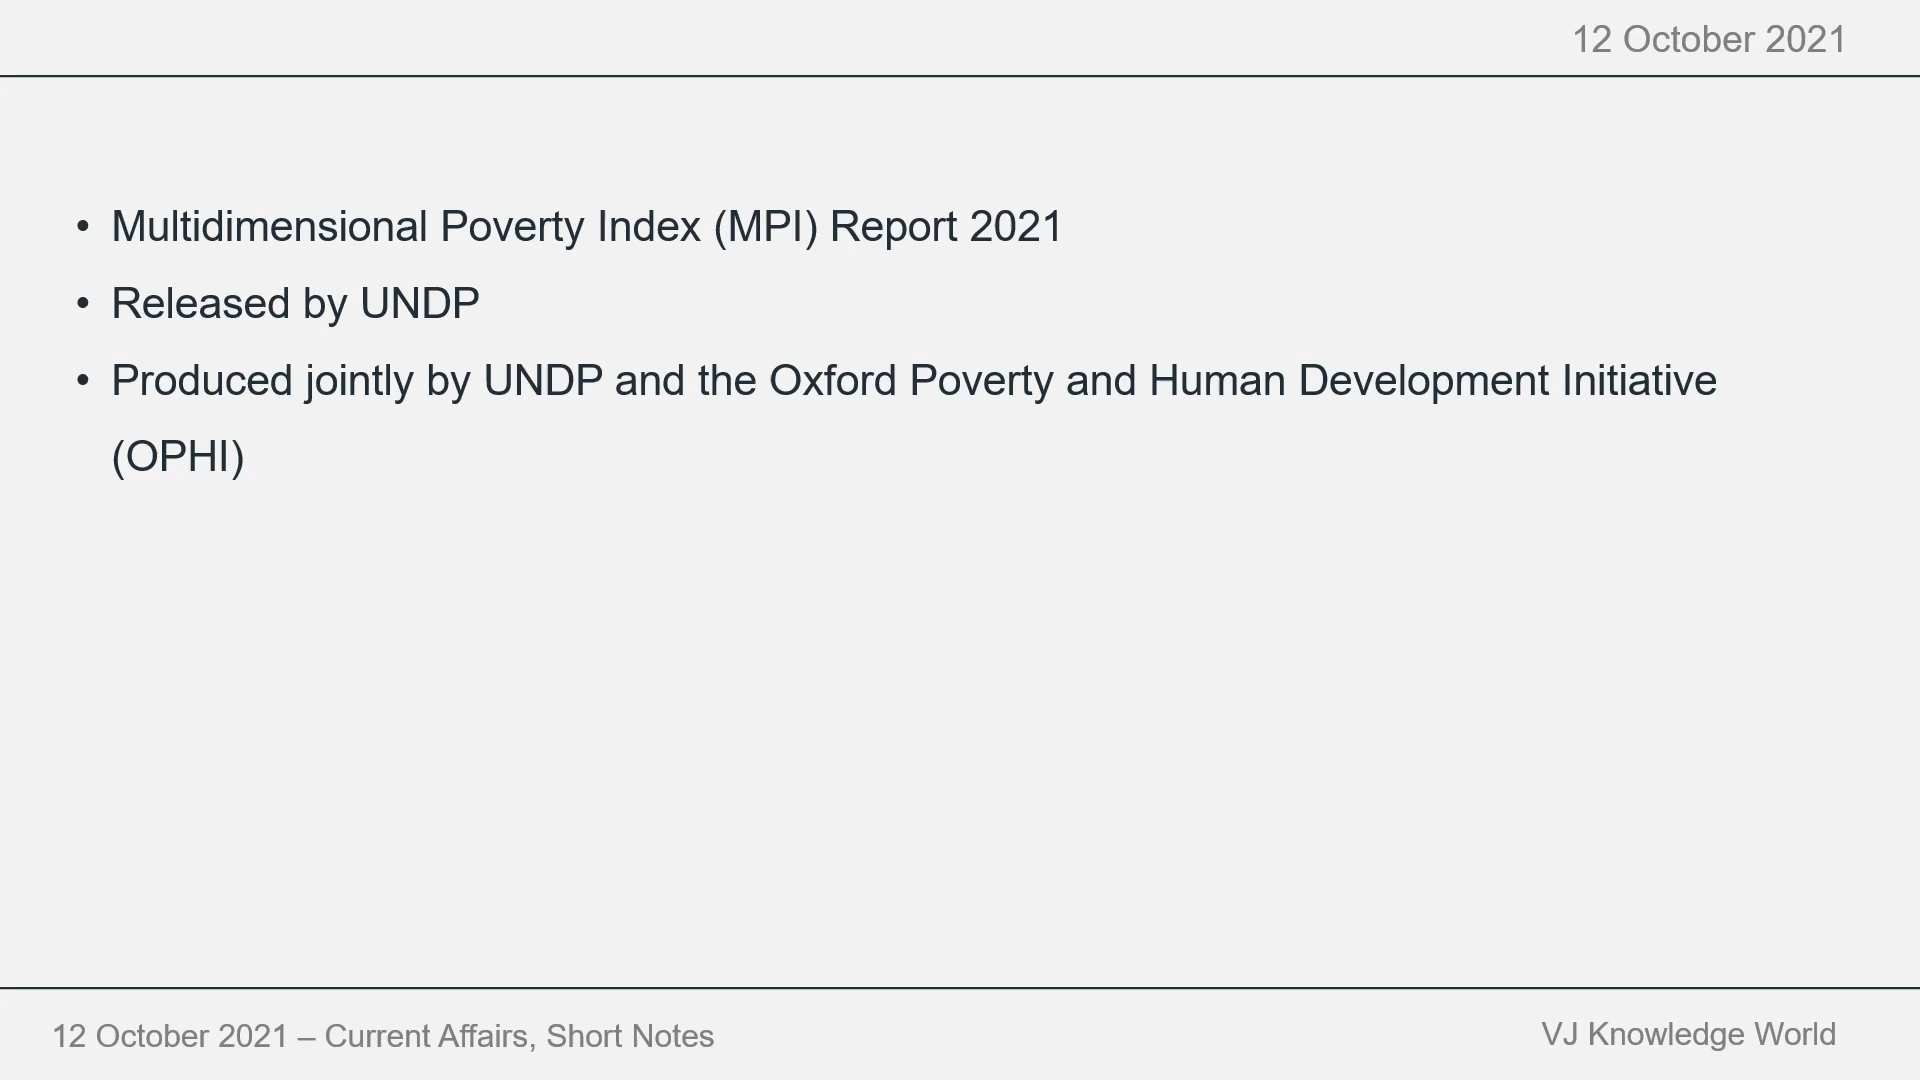 12 October 2021
• Multidimensional Poverty Index (MPI) Report 2021
• Released by UNDP
• Produced jointly by UNDP and the Oxford Poverty and Human Development Initiative
(OPHI)
12 October 2021 – Current Affairs, Short Notes
VJ Knowledge World